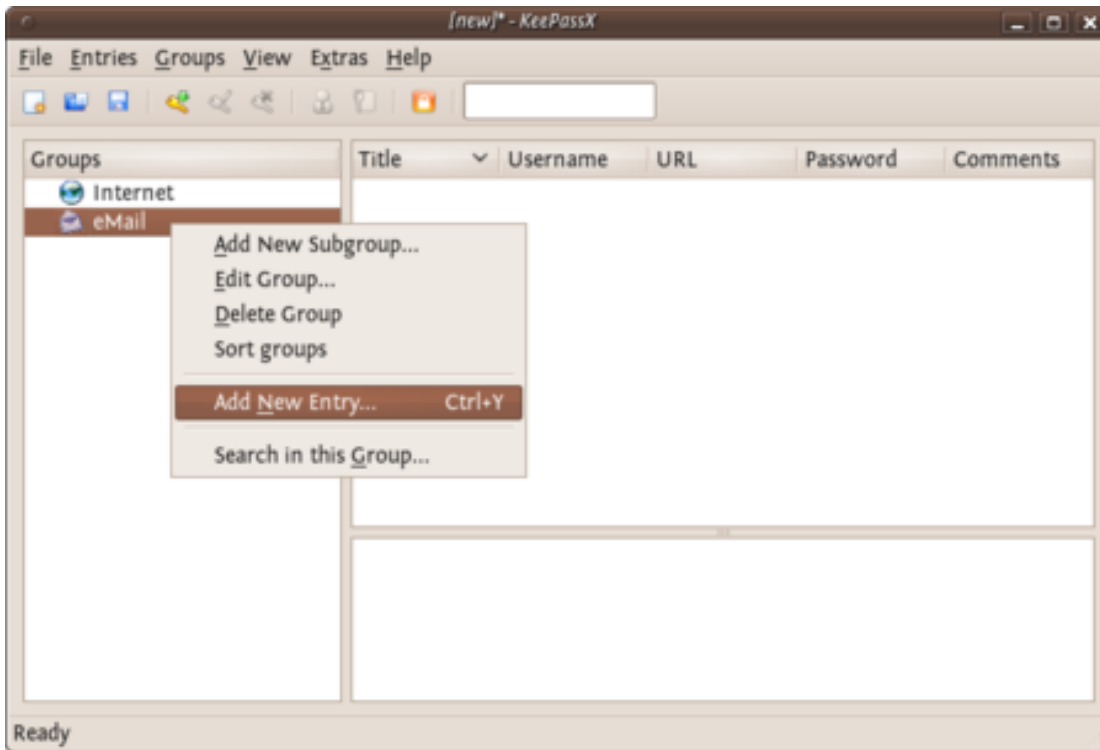 [new]* - KeePassX
File Entries Groups View Extras Help
Groups
Title Username URL Password Comments
Internet
eMail
Add New Subgroup...
Edit Group...
Delete Group
Sort groups
Add New Entry... Ctrl+Y
Search in this Group...
Ready